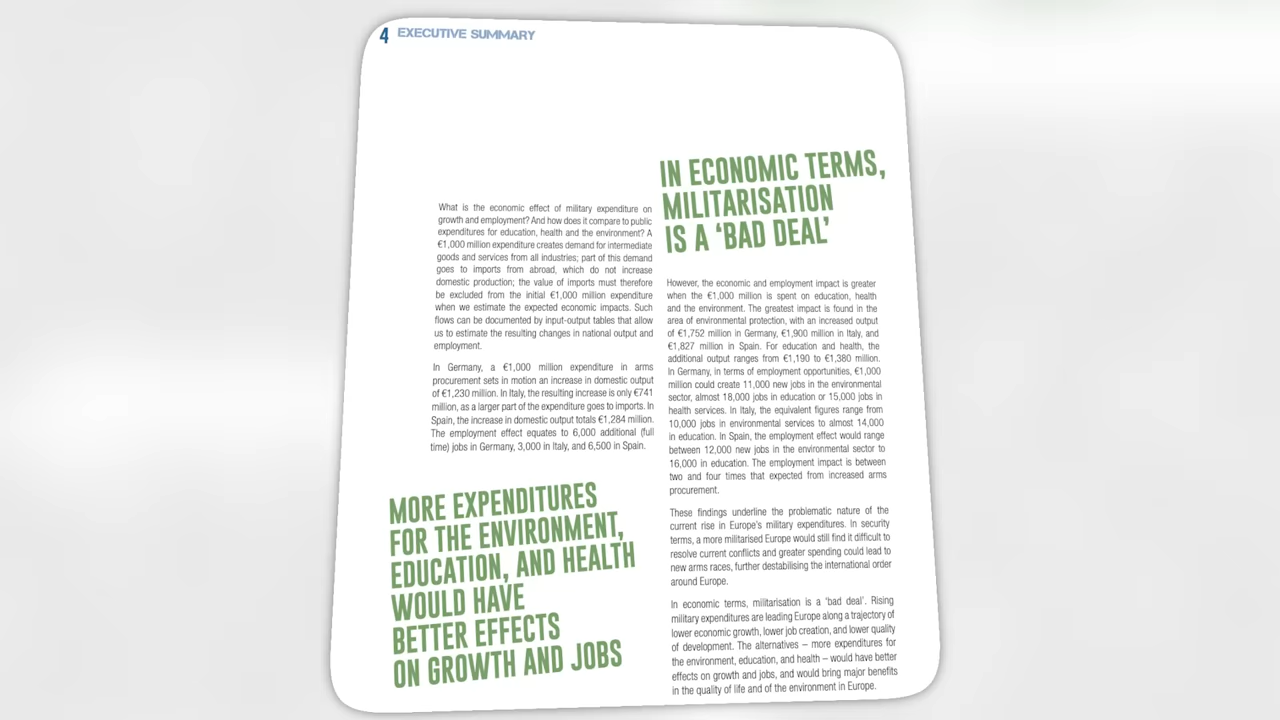 4 EXECUTIVE SUMMARY
What is the economic effect of military expenditure on
growth and employment? And how does it compare to public
expenditures for education, health and the environment? A
€1,000 million expenditure creates demand for intermediate
goods and services from all industries; part of this demand
goes to imports from abroad, which do not increase
domestic production; the value of imports must therefore
be excluded from the initial €1,000 million expenditure
when we estimate the expected economic impacts. Such
flows can be documented by input-output tables that allow
us to estimate the resulting changes in national output and
employment.
In Germany, a €1,000 million expenditure in arms
procurement sets in motion an increase in domestic output
of €1,230 million. In Italy, the resulting increase is only €741
million, as a larger part of the expenditure goes to imports. In
Spain, the increase in domestic output totals €1,284 million.
The employment effect equates to 6,000 additional (full
time) jobs in Germany, 3,000 in Italy, and 6,500 in Spain.
MORE EXPENDITURES
FOR THE ENVIRONMENT,
EDUCATION, AND HEALTH
WOULD HAVE
BETTER EFFECTS
ON GROWTH AND JOBS
IN ECONOMIC TERMS,
MILITARISATION
IS A ‘BAD DEAL’
However, the economic and employment impact is greater
when the €1,000 million is spent on education, health
and the environment. The greatest impact is found in the
area of environmental protection, with an increased output
of €1,752 million in Germany, €1,900 million in Italy, and
€1,827 million in Spain. For education and health, the
additional output ranges from €1,190 to €1,380 million.
In Germany, in terms of employment opportunities, €1,000
million could create 11,000 new jobs in the environmental
sector, almost 18,000 jobs in education or 15,000 jobs in
health services. In Italy, the equivalent figures range from
10,000 jobs in environmental services to almost 14,000
in education. In Spain, the employment effect would range
between 12,000 new jobs in the environmental sector to
16,000 in education. The employment impact is between
two and four times that expected from increased arms
procurement.
These findings underline the problematic nature of the
current rise in Europe’s military expenditures. In security
terms, a more militarised Europe would still find it difficult to
resolve current conflicts and greater spending could lead to
new arms races, further destabilising the international order
around Europe.
In economic terms, militarisation is a ‘bad deal’. Rising
military expenditures are leading Europe along a trajectory of
lower economic growth, lower job creation, and lower quality
of development. The alternatives – more expenditures for
the environment, education, and health – would have better
effects on growth and jobs, and would bring major benefits
in the quality of life and of the environment in Europe.